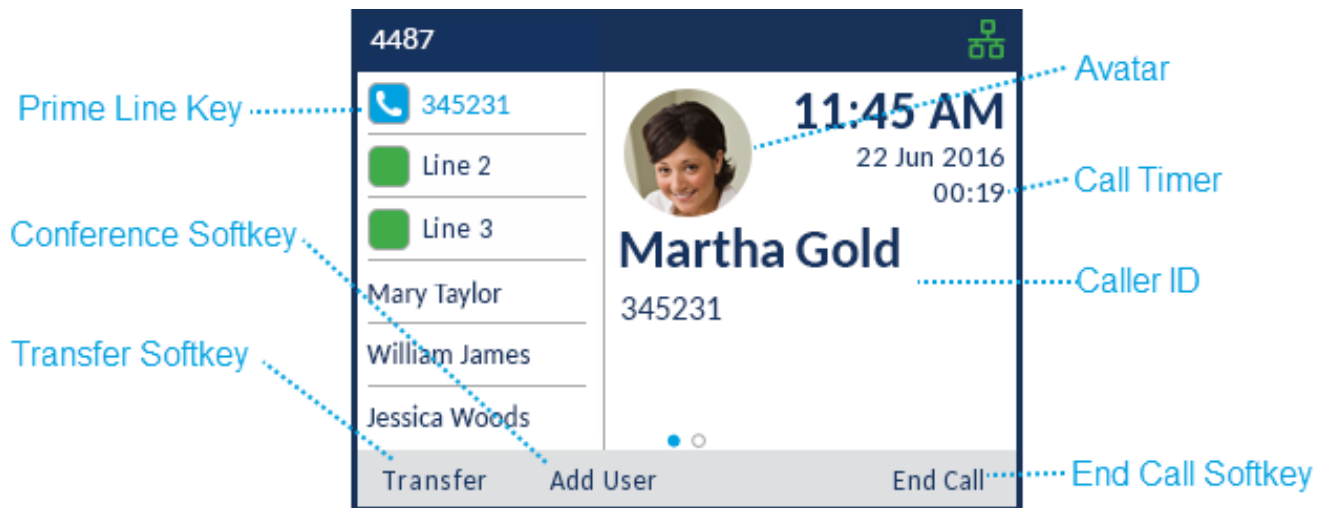 4487
Prime Line Key
345231
Line 2
Line 3
Conference Softkey
Mary Taylor
Transfer Softkey
William James
Jessica Woods
11:45 AM
22 Jun 2016
00:19
Martha Gold
345231
Avatar
Call Timer
Caller ID
Transfer
Add User
End Call
End Call Softkey